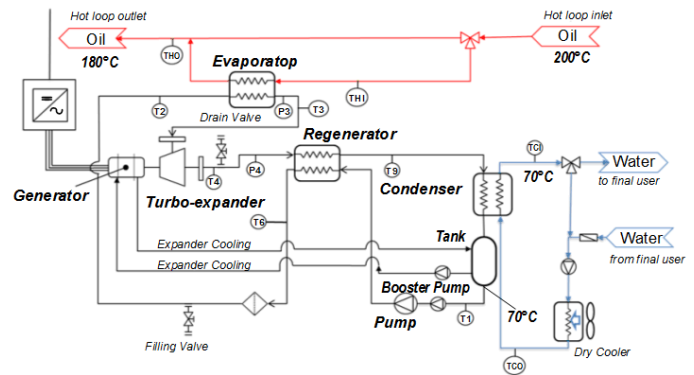 Hot loop outlet
Hot loop inlet
Oil
Oil
180°C
200°C
THO
Evaporatop
THI
T2
P3
T3
Drain Valve
Regenerator
TCI
70°C
Water
to final user
T4
P4
T9
Condenser
Generator
Turbo-expander
T6
Tank
Water
from final user
Expander Cooling
Expander Cooling
Booster Pump
Pump
70°C
T1
Filling Valve
TCO
Dry Cooler